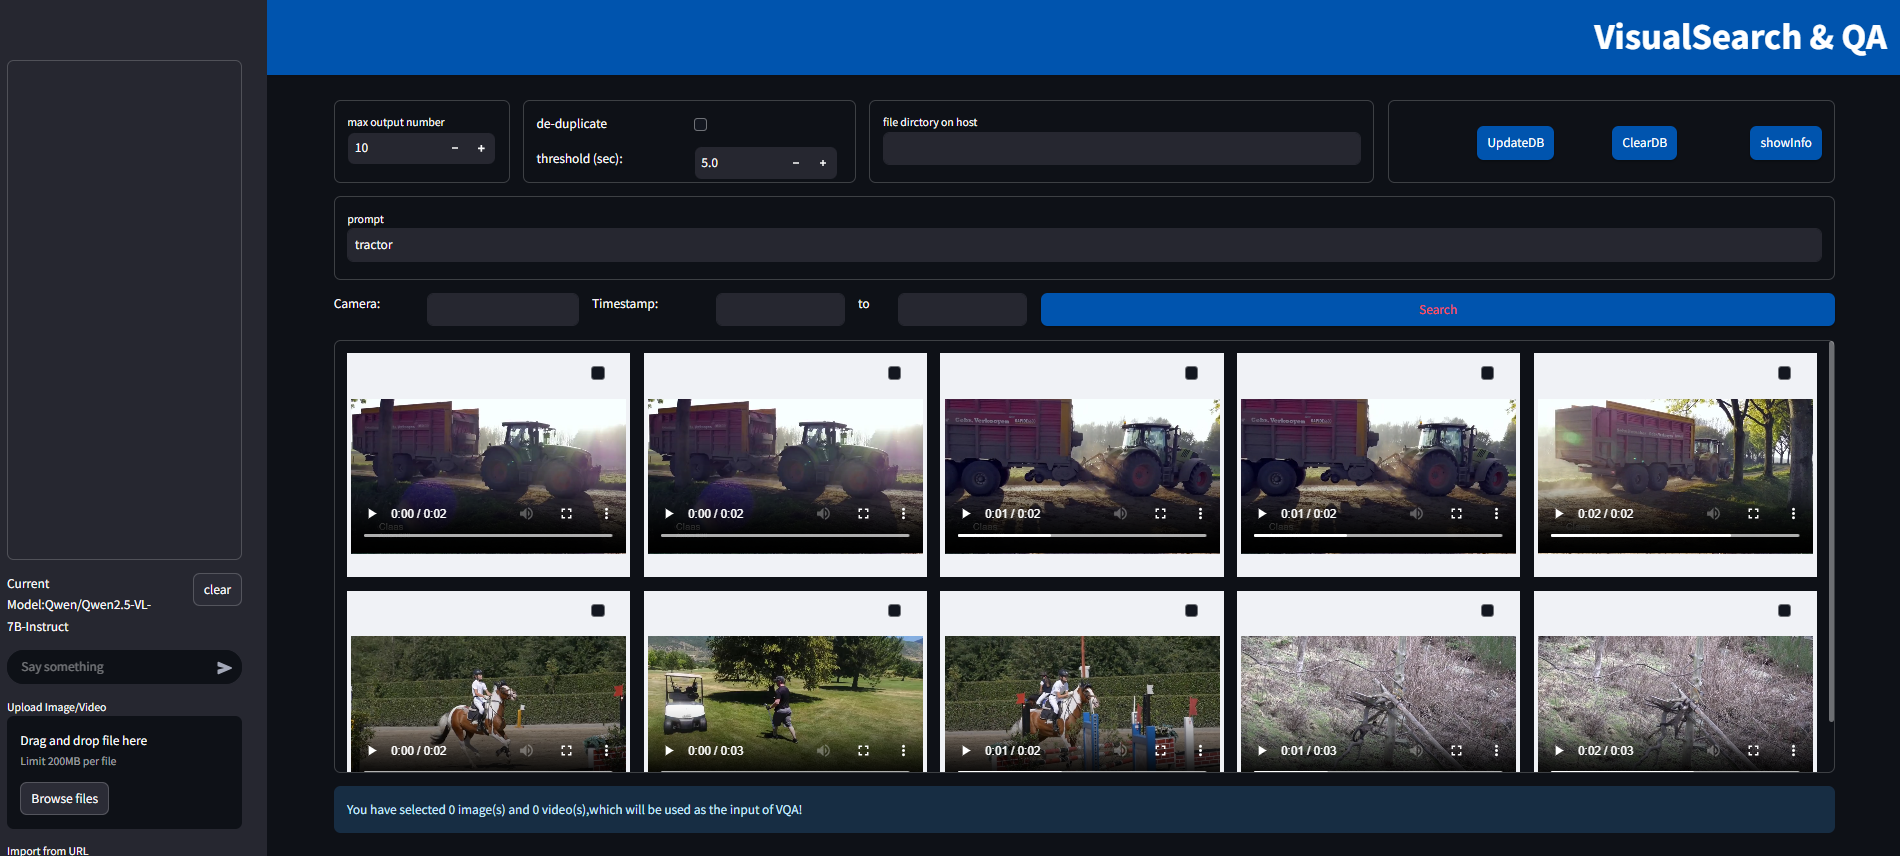 VisualSearch & QA
max output number
10
de-duplicate
threshold (sec):
5.0
file dirctory on host
UpdateDB
ClearDB
showInfo
prompt
tractor
Camera:
Timestamp:
to
Search
0:00 / 0:02
Claas
0:00 / 0:02
Claas
0:01 / 0:02
Claas
0:01 / 0:02
Claas
0:02 / 0:02
0:00 / 0:02
0:00 / 0:03
0:01 / 0:02
0:01 / 0:03
0:02 / 0:03
You have selected 0 image(s) and 0 video(s),which will be used as the input of VQA!
Current
Model:Qwen/Qwen2.5-VL-
7B-Instruct
clear
Say something
Upload Image/Video
Drag and drop file here
Limit 200MB per file
Browse files
Import from URL